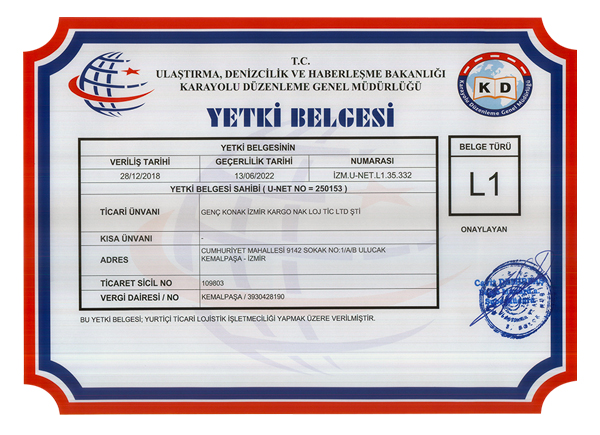 T.C.
ULAŞTIRMA, DENİZCİLİK VE HABERLEŞME BAKANLIĞI
KARAYOLU DÜZENLEME GENEL MÜDÜRLÜĞÜ
K D
Karayolu Düzenleme Genel Müdürlüğü
YETKİ BELGESİ
YETKİ BELGESİNİN
VERİLİŞ TARİHİ GEÇERLİLİK TARİHİ NUMARASI
28/12/2018 13/06/2022 İZM.U-NET.L1.35.332
YETKİ BELGESİ SAHİBİ ( U-NET NO = 250153 )
TİCARİ ÜNVANI GENÇ KONAK İZMİR KARGO NAK LOJ TİC LTD ŞTİ
KISA ÜNVANI -
ADRES CUMHURİYET MAHALLESİ 9142 SOKAK NO:1/A/B ULUCAK
KEMALPAŞA - İZMİR
TİCARET SİCİL NO 109803
VERGİ DAİRESİ / NO KEMALPAŞA / 3930428190
BELGE TÜRÜ
L1
ONAYLAYAN
BU YETKİ BELGESİ; YURTİÇİ TARİ LOJİSTİK İŞLETMECİLİĞİ YAPMAK ÜZERE VERİLMİŞTİR.